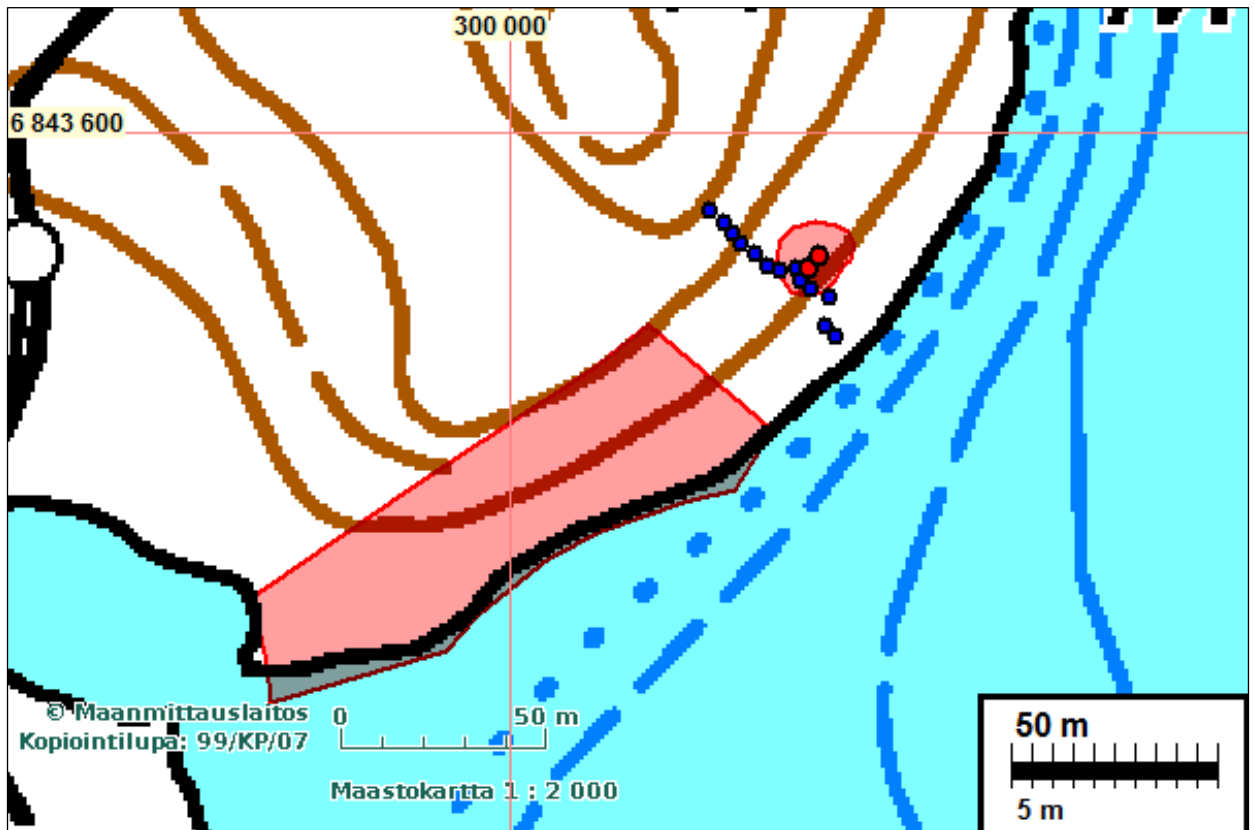 300 000
6 843 600
© Maanmittauslaitos
Kopiointilupa: 99/KP/07
0 50 m
Maastokartta 1 : 2 000
50 m
5 m